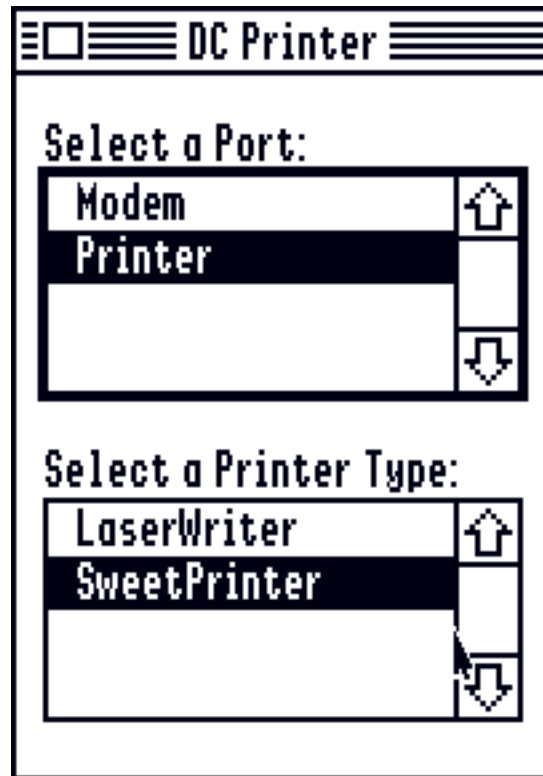 DC Printer
Select a Port:
Modem
Printer
Select a Printer Type:
LaserWriter
SweetPrinter